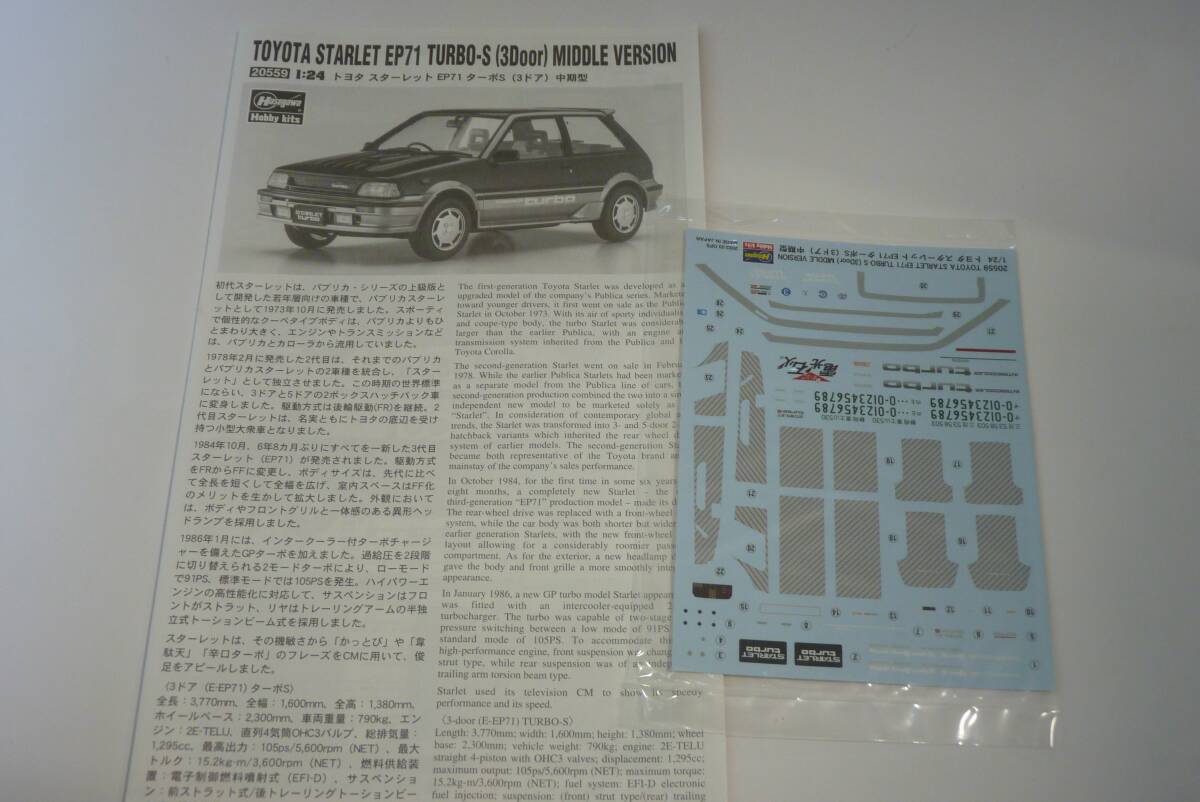 TOYOTA STARLET EP71 TURBO-S (3Door) MIDDLE VERSION
20559 1:24 トヨタ スターレット EP71 ターボS（3ドア）中期型
Hasegawa
Hobby kits
turbo
STARLET
turbo
初代スターレットは、パブリカ・シリーズの上級版と
して開発した若年層向けの車種で、パブリカスターレ
ットとして1973年10月に発売しました。スポーティ
で個性的なクーペタイプボディは、パブリカよりもひ
とまわり大きく、エンジンやトランスミッションなど
は、パブリカとカローラから流用していました。
1978年2月に発売した2代目は、それまでのパブリカ
とパブリカスターレットの2車種を統合し、「スター
レット」として独立させました。この時期の世界標準
にならい、3ドアと5ドアの2ボックスハッチバック車
に変身しました。駆動方式は後輪駆動(FR)を継続。2
代目スターレットは、名実ともにトヨタの底辺を受け
持つ小型大衆車となりました。
1984年10月、6年8カ月ぶりにすべてを一新した3代目
スターレット（EP71）が発売されました。駆動方式
をFRからFFに変更し、ボディサイズは、先代に比べ
て全長を短くして全幅を広げ、室内スペースはFF化
のメリットを生かして拡大しました。外観において
は、ボディやフロントグリルと一体感のある異形ヘッ
ドランプを採用しました。
1986年1月には、インタークーラー付ターボチャージ
ャーを備えたGPターボを加えました。過給圧を2段階
に切り替えられる2モードターボにより、ローモード
で91PS、標準モードでは105PSを発生。ハイパワーエ
ンジンの高性能化に対応して、サスペンションはフロ
ントがストラット、リヤはトレーリングアームの半独
立式トーションビーム式を採用しました。
スターレットは、その機敏さから「かっとび」や「韋
駄天」「辛口ターボ」のフレーズをCMに用いて、俊
足をアピールしました。
〈3ドア（E-EP71）ターボS〉
全長：3,770mm、全幅：1,600mm、全高：1,380mm、
ホイールベース：2,300mm、車両重量：790kg、エン
ジン：2E-TELU、直列4気筒OHC3バルブ、総排気量：
1,295cc、最高出力：105ps/5,600rpm（NET）、最大
トルク：15.2kg-m/3,600rpm（NET）、燃料供給装
置：電子制御燃料噴射式（EFI-D）、サスペンショ
ン：前ストラット式/後トレーリングトーションビー
The first-generation Toyota Starlet was developed as
upgraded model of the company's Publica series.
toward younger drivers, it first went on sale as the
Starlet in October 1973. With its air of sporty
and coupe-type body, the turbo Starlet was
larger than the earlier Publica, with an engine
transmission system inherited from the Publica and
Toyota Corolla.
The second-generation Starlet went on sale in
1978. While the earlier Publica Starlets had been
as a separate model from the Publica line of cars,
second-generation production combined the two into a
independent new model to be marketed solely as
"Starlet". In consideration of contemporary global
trends, the Starlet was transformed into 3- and 5-door
hatchback variants which inherited the rear wheel
system of earlier models. The second-generation
became both representative of the Toyota brand
mainstay of the company's sales performance.
In October 1984, for the first time in some six years
eight months, a completely new Starlet – the
third-generation "EP71" production model – made its
The rear-wheel drive was replaced with a front-wheel
system, while the car body was both shorter but wider
earlier generation Starlets, with the new front-wheel
layout allowing for a considerably roomier
compartment. As for the exterior, a new headlamp
gave the body and front grille a more smoothly
appearance.
In January 1986, a new GP turbo model Starlet
was fitted with an intercooler-equipped
turbocharger. The turbo was capable of two-stage
pressure switching between a low mode of 91PS
standard mode of 105PS. To accommodate
high-performance engine, front suspension was
strut type, while rear suspension was of
trailing arm torsion beam type.
Starlet used its television CM to show its speedy
performance and its speed.
〈3-door (E-EP71) TURBO-S〉
Length: 3,770mm; width: 1,600mm; height: 1,380mm; wheel
base: 2,300mm; vehicle weight: 790kg; engine: 2E-TELU
straight 4-piston with OHC3 valves; displacement: 1,295cc;
maximum output: 105ps/5,600rpm (NET); maximum torque:
15.2kg-m/3,600rpm (NET); fuel system: EFI-D electronic
fuel injection; suspension: (front) strut type/(rear) trailing
20559 TOYOTA STARLET EP71 TURBO-S (3Door) MIDDLE VERSION
1/24 トヨタ スターレット EP71 ターボS（3ドア）中期型
Hasegawa
Hobby kits
MADE IN JAPAN
電光石火
turbo
turbo
0-0123456789
0-0123456789
STARLET
turbo
STARLET
turbo